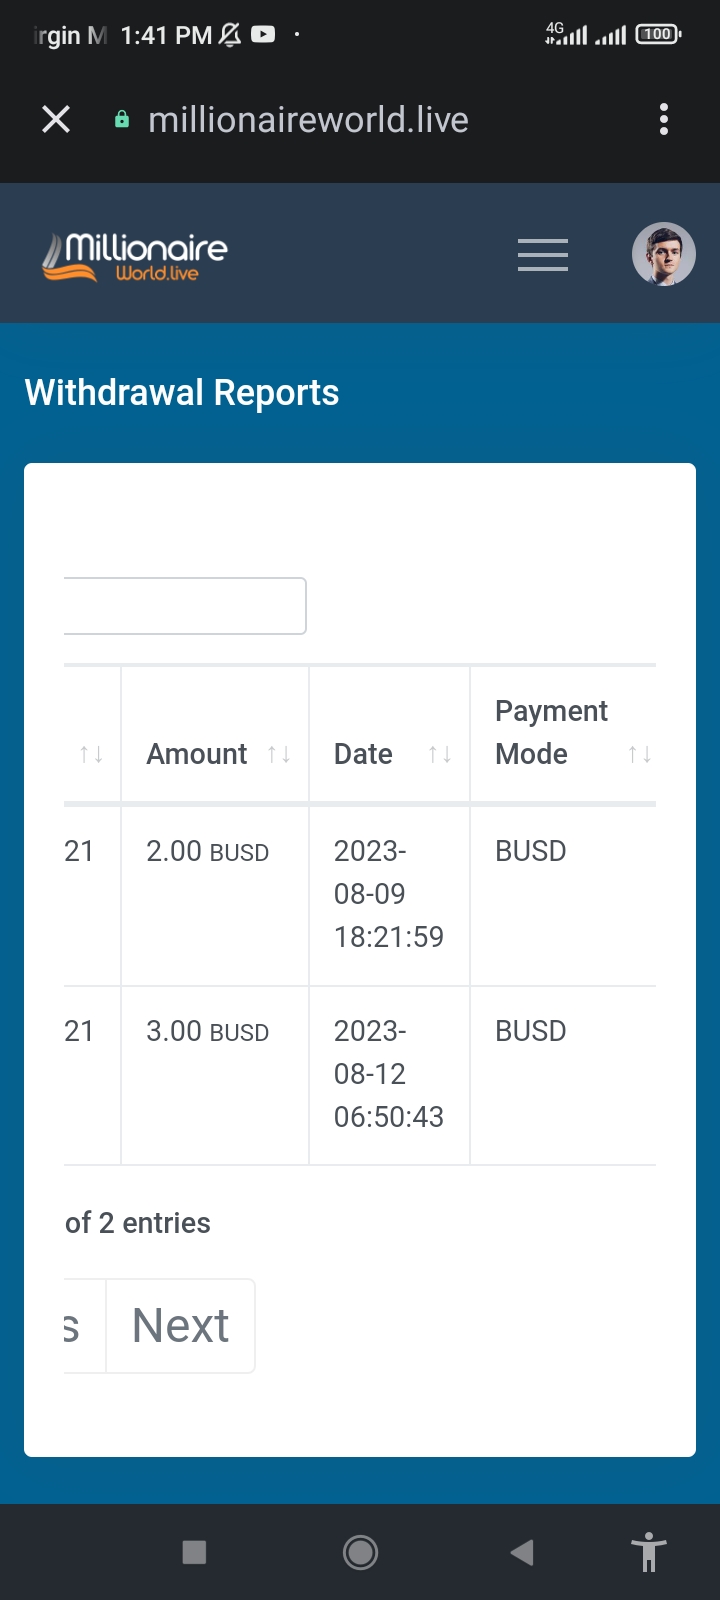 irgin M 1:41 PM 4G 100
millionaireworld.live
Millionaire
World.live
Withdrawal Reports
Payment
Amount Date Mode
21 2.00 BUSD 2023- BUSD
08-09
18:21:59
21 3.00 BUSD 2023- BUSD
08-12
06:50:43
of 2 entries
s Next